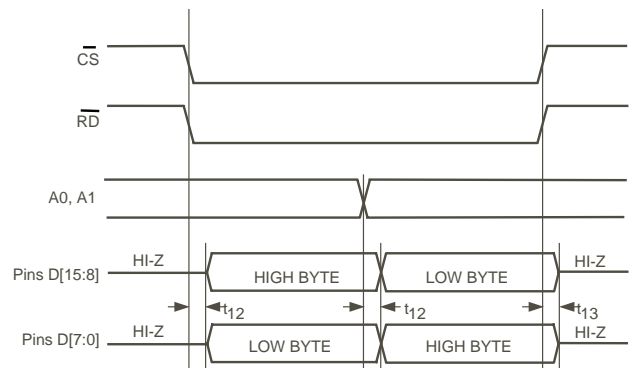 CS
RD
A0, A1
Pins D[15:8] HI-Z HIGH BYTE LOW BYTE HI-Z
t12 t12 t13
Pins D[7:0] HI-Z LOW BYTE HIGH BYTE HI-Z